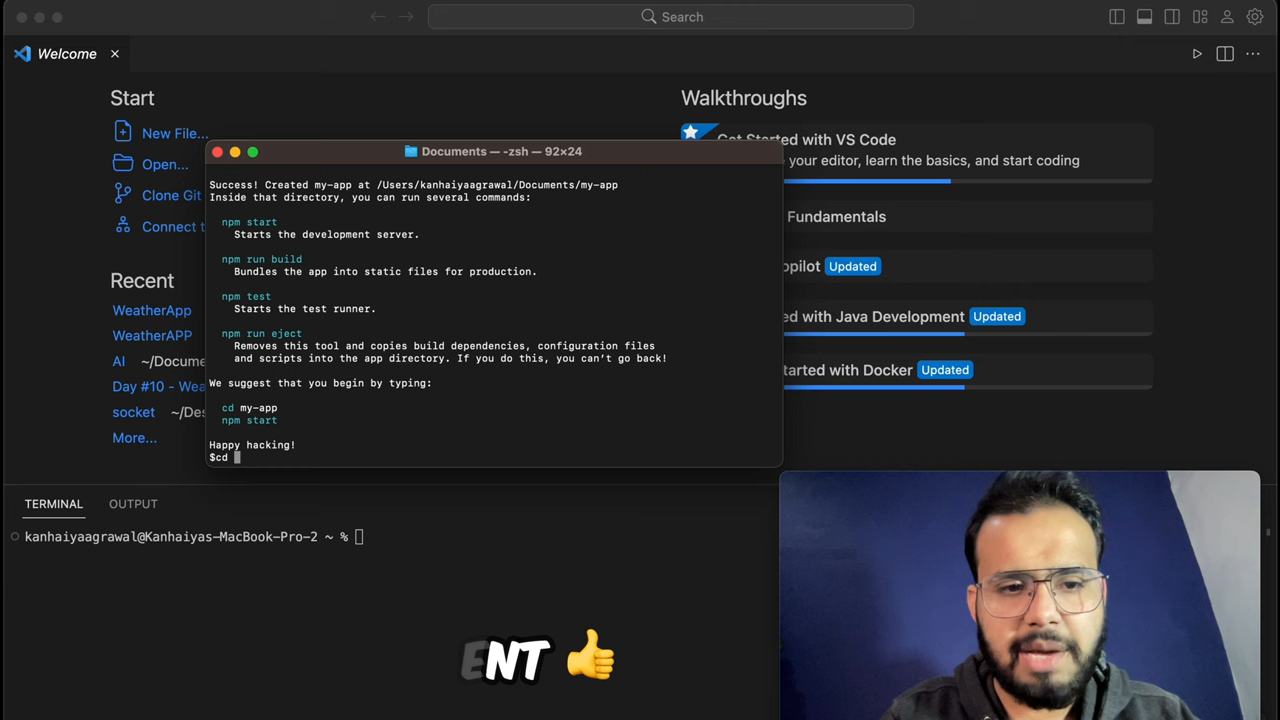 Search
Welcome
Start
New File...
Open...
Clone Git
Connect t
Recent
WeatherApp
WeatherAPP
AI ~/Docume
Day #10 - Wea
socket ~/Des
More...
Walkthroughs
Get Started with VS Code
your editor, learn the basics, and start coding
Fundamentals
opilot Updated
ed with Java Development Updated
tarted with Docker Updated
Documents — -zsh — 92×24
Success! Created my-app at /Users/kanhaiyaagrawal/Documents/my-app
Inside that directory, you can run several commands:
npm start
Starts the development server.
npm run build
Bundles the app into static files for production.
npm test
Starts the test runner.
npm run eject
Removes this tool and copies build dependencies, configuration files
and scripts into the app directory. If you do this, you can’t go back!
We suggest that you begin by typing:
cd my-app
npm start
Happy hacking!
$cd
TERMINAL OUTPUT
kanhaiyaagrawal@Kanhaiyas-MacBook-Pro-2 ~ %
ENT 👍